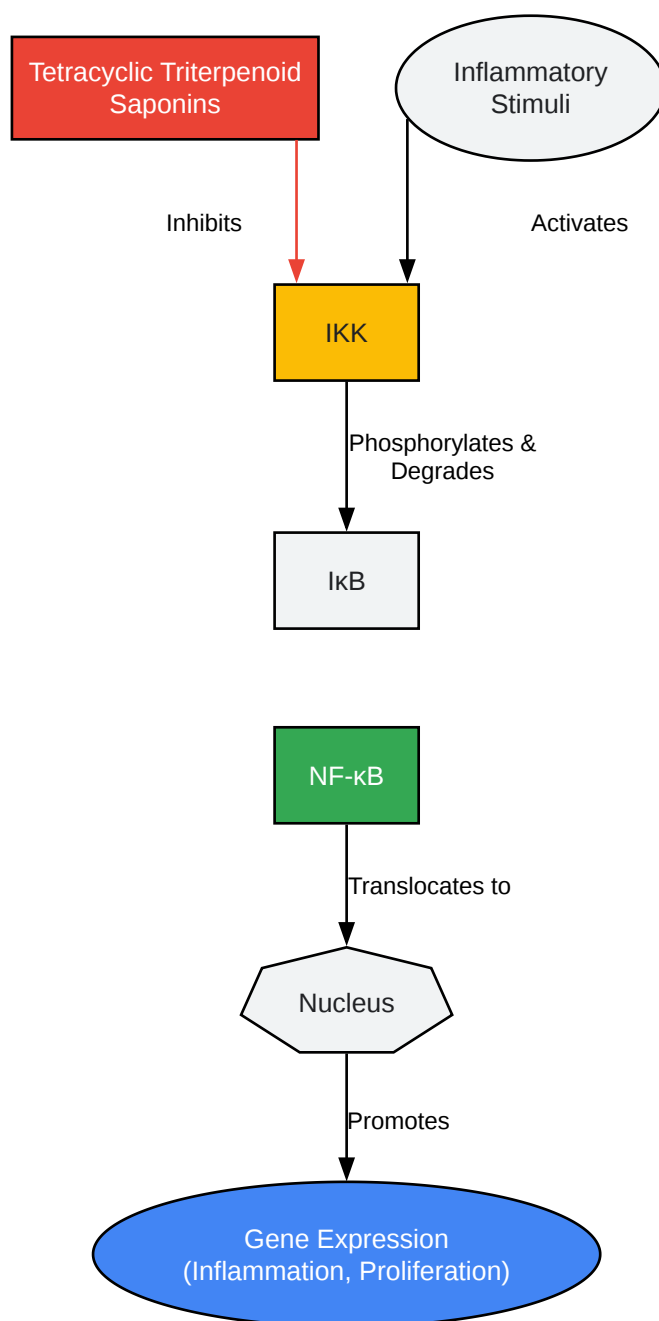 Tetracyclic Triterpenoid
Saponins
Inflammatory
Stimuli
Inhibits
Activates
IKK
Phosphorylates &
Degrades
IκB
NF-κB
Translocates to
Nucleus
Promotes
Gene Expression
(Inflammation, Proliferation)